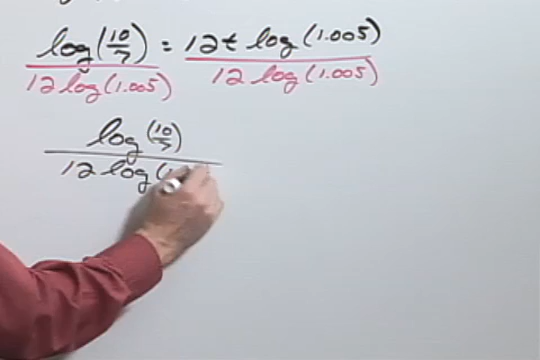 log(10/7) = 12t log(1.005)
12 log(1.005) 12 log(1.005)
log(10/7)
12 log(1.